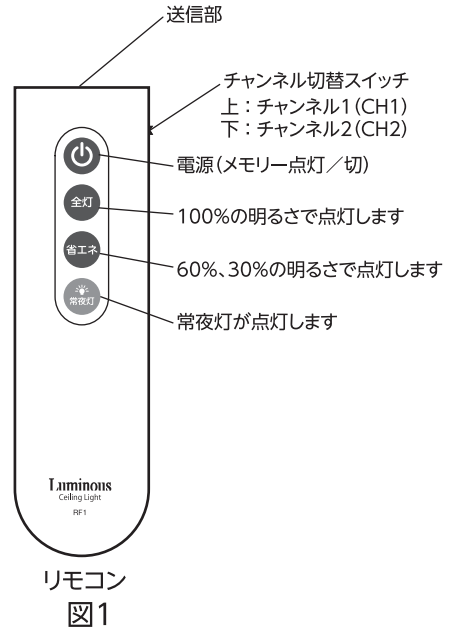 送信部
チャンネル切替スイッチ
上：チャンネル1(CH1)
下：チャンネル2(CH2)
電源(メモリー点灯／切)
全灯
100%の明るさで点灯します
省エネ
60%、30%の明るさで点灯します
常夜灯
常夜灯が点灯します
Luminous
Ceiling Light
RF1
リモコン
図1